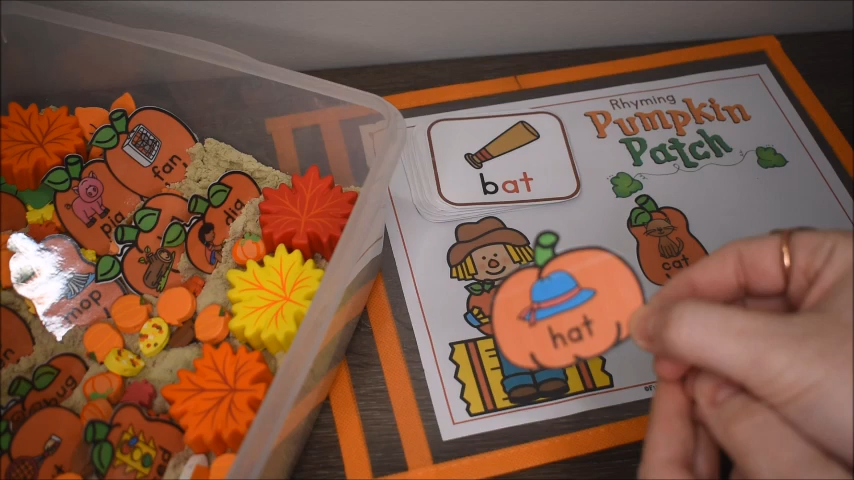 Rhyming
Pumpkin
Patch
bat
cat
hat
fan
pig
dig
mop
bug